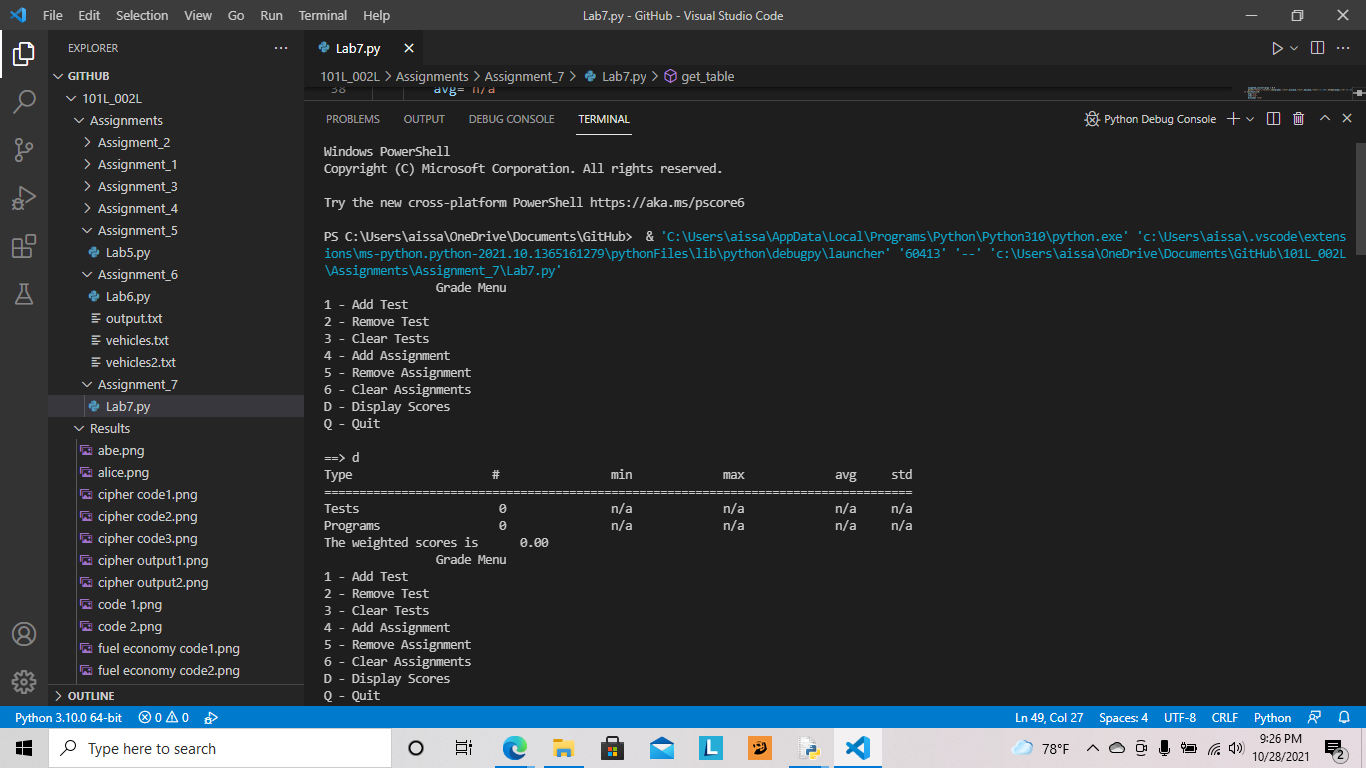 File Edit Selection View Go Run Terminal Help Lab7.py - GitHub - Visual Studio Code
EXPLORER
GITHUB
101L_002L
Assignments
Assigment_2
Assignment_1
Assignment_3
Assignment_4
Assignment_5
Lab5.py
Assignment_6
Lab6.py
output.txt
vehicles.txt
vehicles2.txt
Assignment_7
Lab7.py
Results
abe.png
alice.png
cipher code1.png
cipher code2.png
cipher code3.png
cipher output1.png
cipher output2.png
code 1.png
code 2.png
fuel economy code1.png
fuel economy code2.png
OUTLINE
Lab7.py
101L_002L > Assignments > Assignment_7 > Lab7.py > get_table
38 avg='n/a
PROBLEMS OUTPUT DEBUG CONSOLE TERMINAL Python Debug Console
Windows PowerShell
Copyright (C) Microsoft Corporation. All rights reserved.
Try the new cross-platform PowerShell https://aka.ms/pscore6
PS C:\Users\aissa\OneDrive\Documents\GitHub> & 'C:\Users\aissa\AppData\Local\Programs\Python\Python310\python.exe' 'c:\Users\aissa\.vscode\extens
ions\ms-python.python-2021.10.1365161279\pythonFiles\lib\python\debugpy\launcher' '60413' '--' 'c:\Users\aissa\OneDrive\Documents\GitHub\101L_002L
\Assignments\Assignment_7\Lab7.py'
Grade Menu
1 - Add Test
2 - Remove Test
3 - Clear Tests
4 - Add Assignment
5 - Remove Assignment
6 - Clear Assignments
D - Display Scores
Q - Quit
==> d
Type # min max avg std
====================================================================================
Tests 0 n/a n/a n/a n/a
Programs 0 n/a n/a n/a n/a
The weighted scores is 0.00
Grade Menu
1 - Add Test
2 - Remove Test
3 - Clear Tests
4 - Add Assignment
5 - Remove Assignment
6 - Clear Assignments
D - Display Scores
Q - Quit
Python 3.10.0 64-bit 0 0 Ln 49, Col 27 Spaces: 4 UTF-8 CRLF Python
Type here to search 78°F 9:26 PM
10/28/2021 2